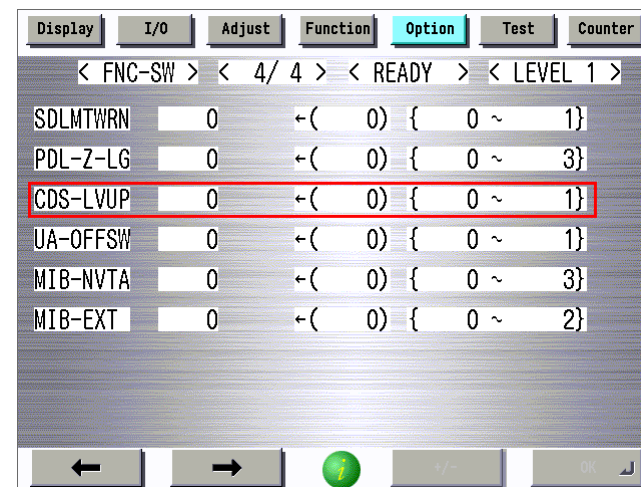 Display I/O Adjust Function Option Test Counter
< FNC-SW > < 4/ 4 > < READY > < LEVEL 1 >
SDLMTWRN 0 ←( 0) { 0 ~ 1}
PDL-Z-LG 0 ←( 0) { 0 ~ 3}
CDS-LVUP 0 ←( 0) { 0 ~ 1}
UA-OFFSW 0 ←( 0) { 0 ~ 1}
MIB-NVTA 0 ←( 0) { 0 ~ 3}
MIB-EXT 0 ←( 0) { 0 ~ 2}
← → i +/- OK